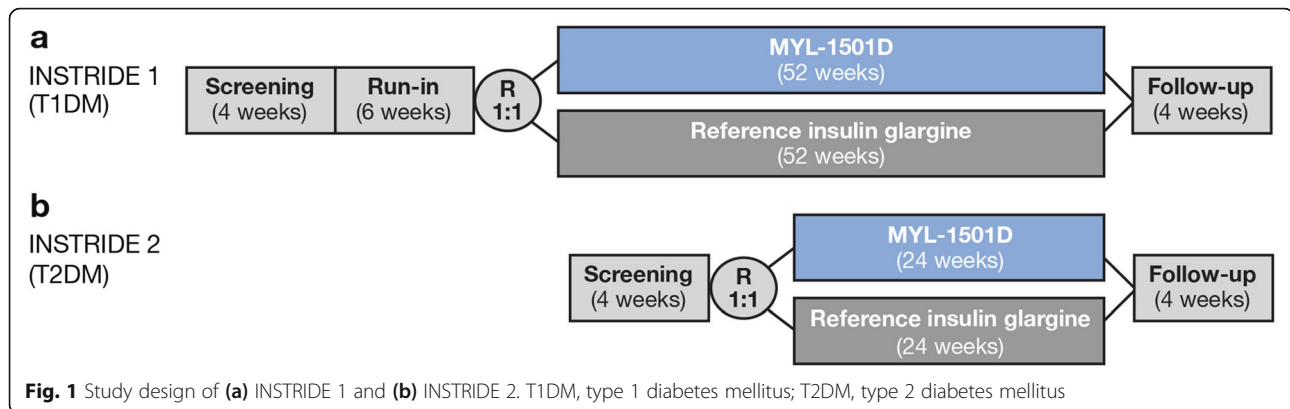 a
INSTRIDE 1
(T1DM)
Screening
(4 weeks)
Run-in
(6 weeks)
R
1:1
MYL-1501D
(52 weeks)
Reference insulin glargine
(52 weeks)
Follow-up
(4 weeks)
b
INSTRIDE 2
(T2DM)
Screening
(4 weeks)
R
1:1
MYL-1501D
(24 weeks)
Reference insulin glargine
(24 weeks)
Follow-up
(4 weeks)
Fig. 1 Study design of (a) INSTRIDE 1 and (b) INSTRIDE 2. T1DM, type 1 diabetes mellitus; T2DM, type 2 diabetes mellitus